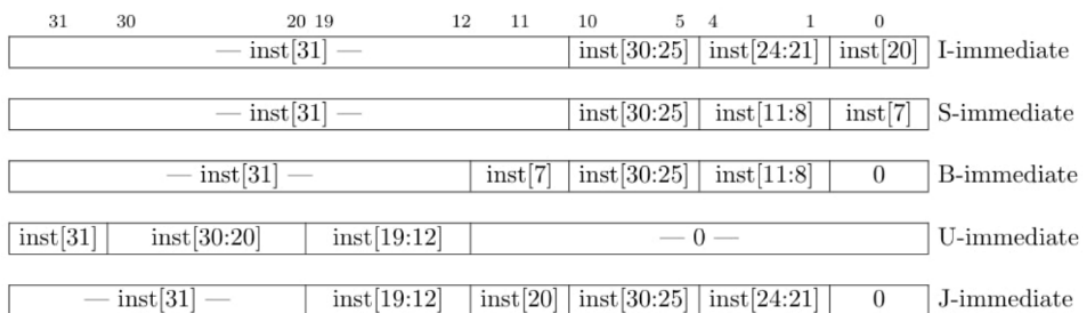 31 30 20 19 12 11 10 5 4 1 0
— inst[31] — inst[30:25] inst[24:21] inst[20] I-immediate
— inst[31] — inst[30:25] inst[11:8] inst[7] S-immediate
— inst[31] — inst[7] inst[30:25] inst[11:8] 0 B-immediate
inst[31] inst[30:20] inst[19:12] — 0 — U-immediate
— inst[31] — inst[19:12] inst[20] inst[30:25] inst[24:21] 0 J-immediate